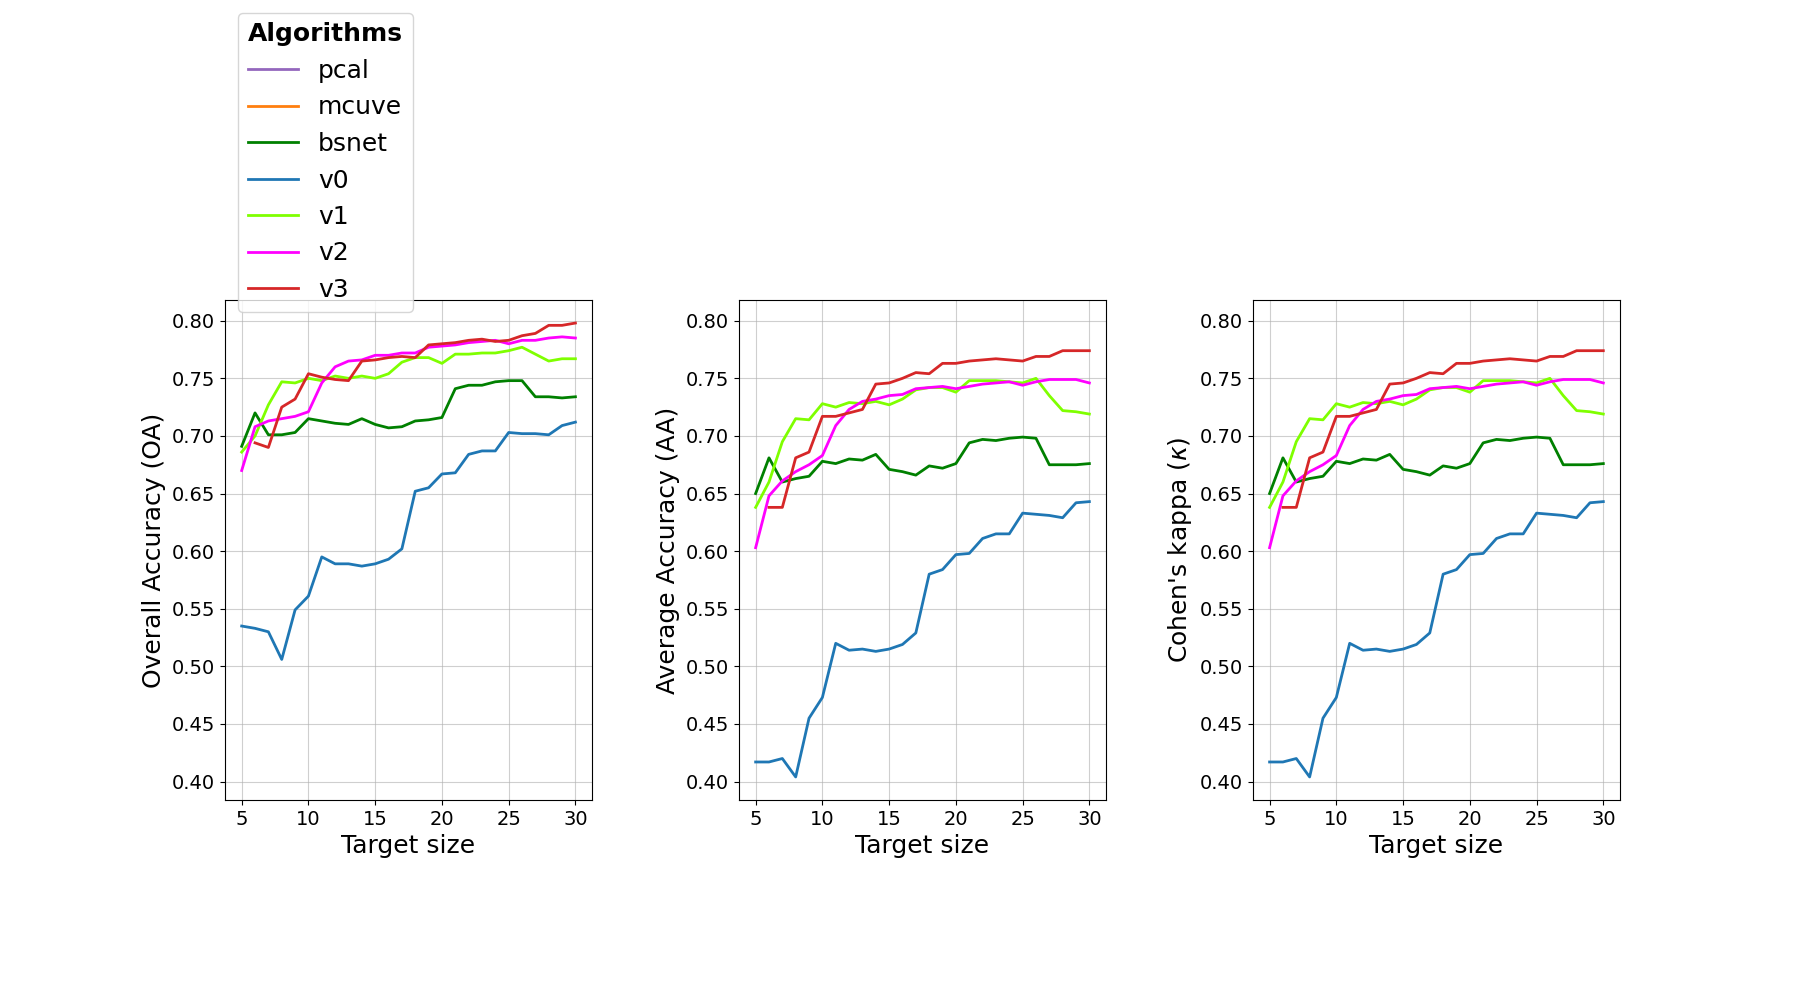 Algorithms
pcal
mcuve
bsnet
v0
v1
v2
v3
Overall Accuracy (OA)
0.80
0.75
0.70
0.65
0.60
0.55
0.50
0.45
0.40
5 10 15 20 25 30
Target size
Average Accuracy (AA)
0.80
0.75
0.70
0.65
0.60
0.55
0.50
0.45
0.40
5 10 15 20 25 30
Target size
Cohen's kappa (κ)
0.80
0.75
0.70
0.65
0.60
0.55
0.50
0.45
0.40
5 10 15 20 25 30
Target size